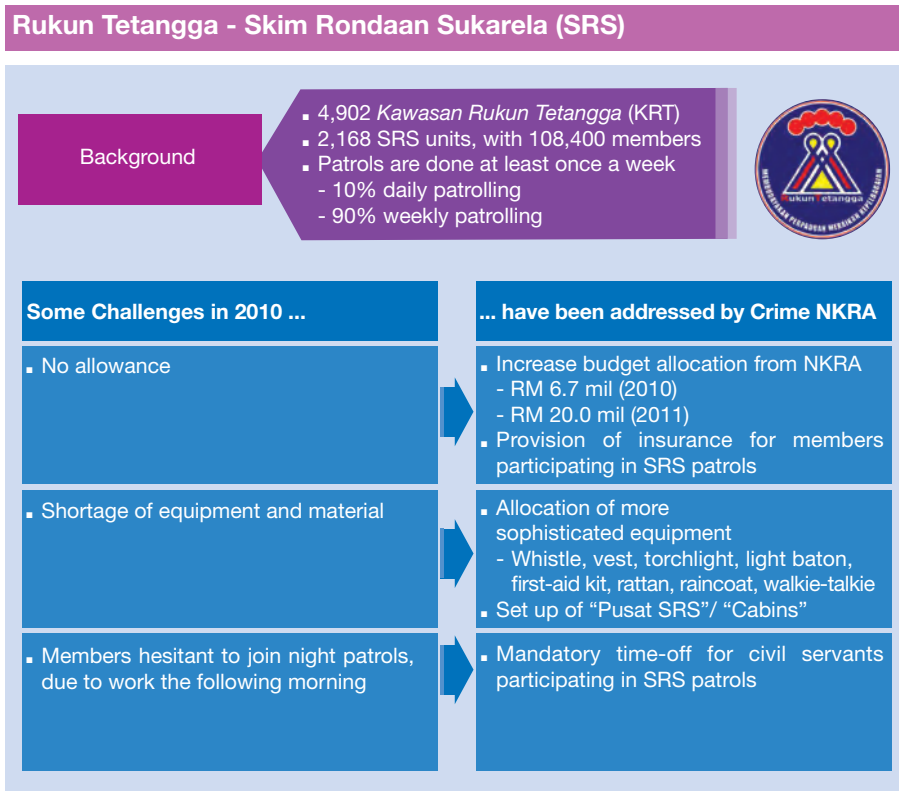 Rukun Tetangga - Skim Rondaan Sukarela (SRS)
Background
▪ 4,902 Kawasan Rukun Tetangga (KRT)
▪ 2,168 SRS units, with 108,400 members
▪ Patrols are done at least once a week
- 10% daily patrolling
- 90% weekly patrolling
Rukun Tetangga
Some Challenges in 2010 ...
... have been addressed by Crime NKRA
▪ No allowance
▪ Increase budget allocation from NKRA
- RM 6.7 mil (2010)
- RM 20.0 mil (2011)
▪ Provision of insurance for members
participating in SRS patrols
▪ Shortage of equipment and material
▪ Allocation of more
sophisticated equipment
- Whistle, vest, torchlight, light baton,
first-aid kit, rattan, raincoat, walkie-talkie
▪ Set up of “Pusat SRS”/ “Cabins”
▪ Members hesitant to join night patrols,
due to work the following morning
▪ Mandatory time-off for civil servants
participating in SRS patrols